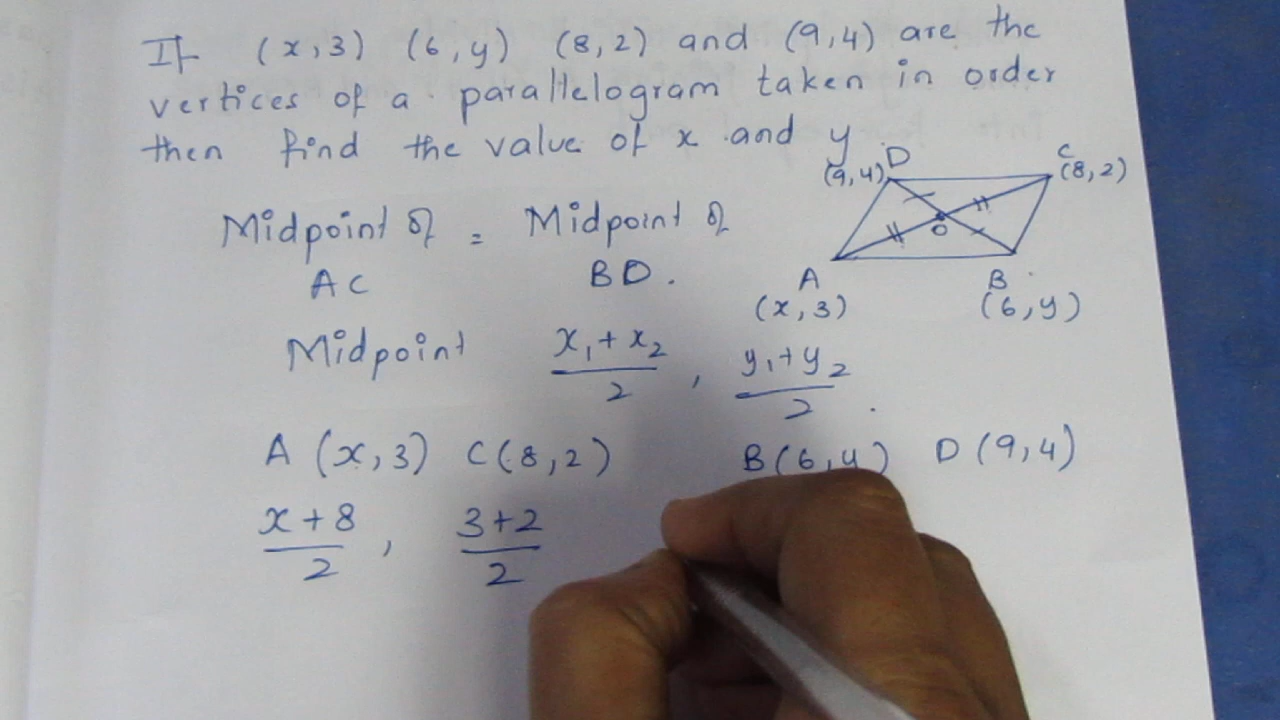 If (x,3) (6,y) (8,2) and (9,4) are the
vertices of a parallelogram taken in order
then find the value of x and y
D
(9,4)
C
(8,2)
O
A
(x,3)
B
(6,y)
Midpoint of = Midpoint of
AC BD.
Midpoint x₁+x₂/2 , y₁+y₂/2 .
A (x,3) C(8,2) B(6,y) D(9,4)
x+8/2 , 3+2/2